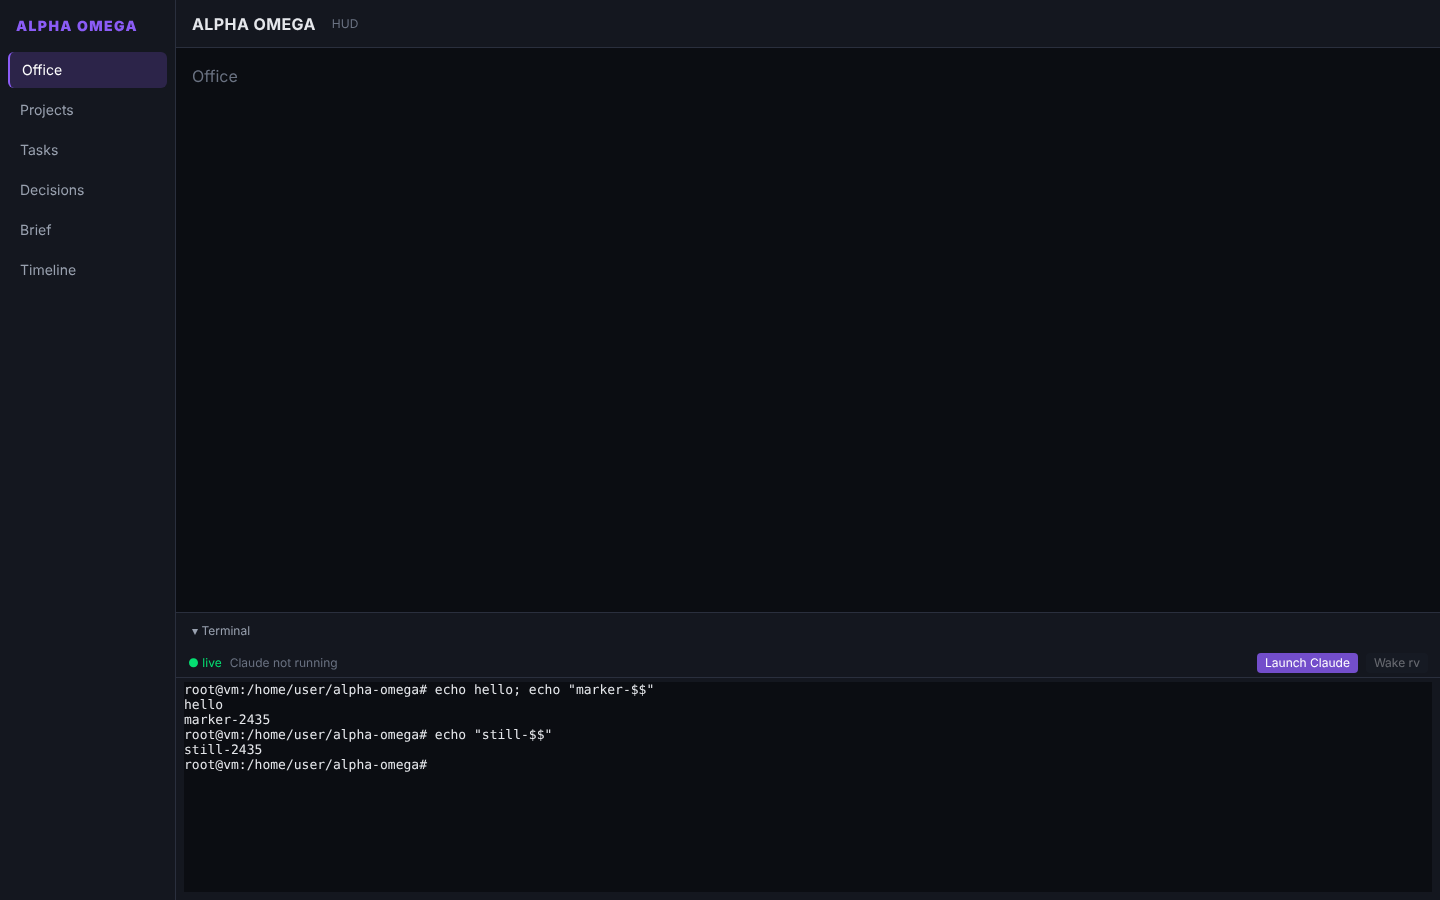 ALPHA OMEGA
Office
Projects
Tasks
Decisions
Brief
Timeline
ALPHA OMEGA HUD
Office
▾ Terminal
live Claude not running Launch Claude Wake rv
root@vm:/home/user/alpha-omega# echo hello; echo "marker-$$"
hello
marker-2435
root@vm:/home/user/alpha-omega# echo "still-$$"
still-2435
root@vm:/home/user/alpha-omega#